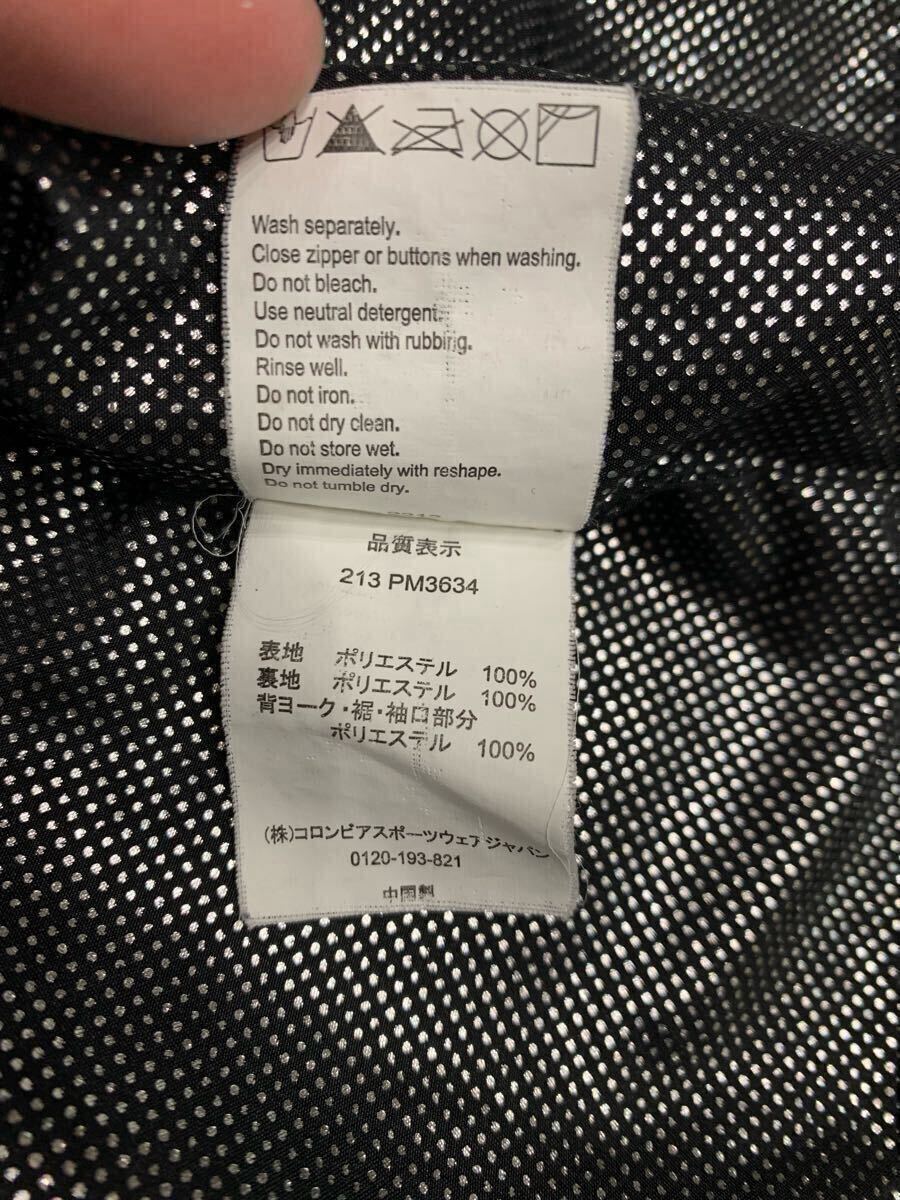 Wash separately.
Close zipper or buttons when washing.
Do not bleach.
Use neutral detergent.
Do not wash with rubbing.
Rinse well.
Do not iron.
Do not dry clean.
Do not store wet.
Dry immediately with reshape.
Do not tumble dry.
品質表示
213 PM3634
表地 ポリエステル 100%
裏地 ポリエステル 100%
背ヨーク・裾・袖口部分
ポリエステル 100%
(株)コロンビアスポーツウェアジャパン
0120-193-821
中国製